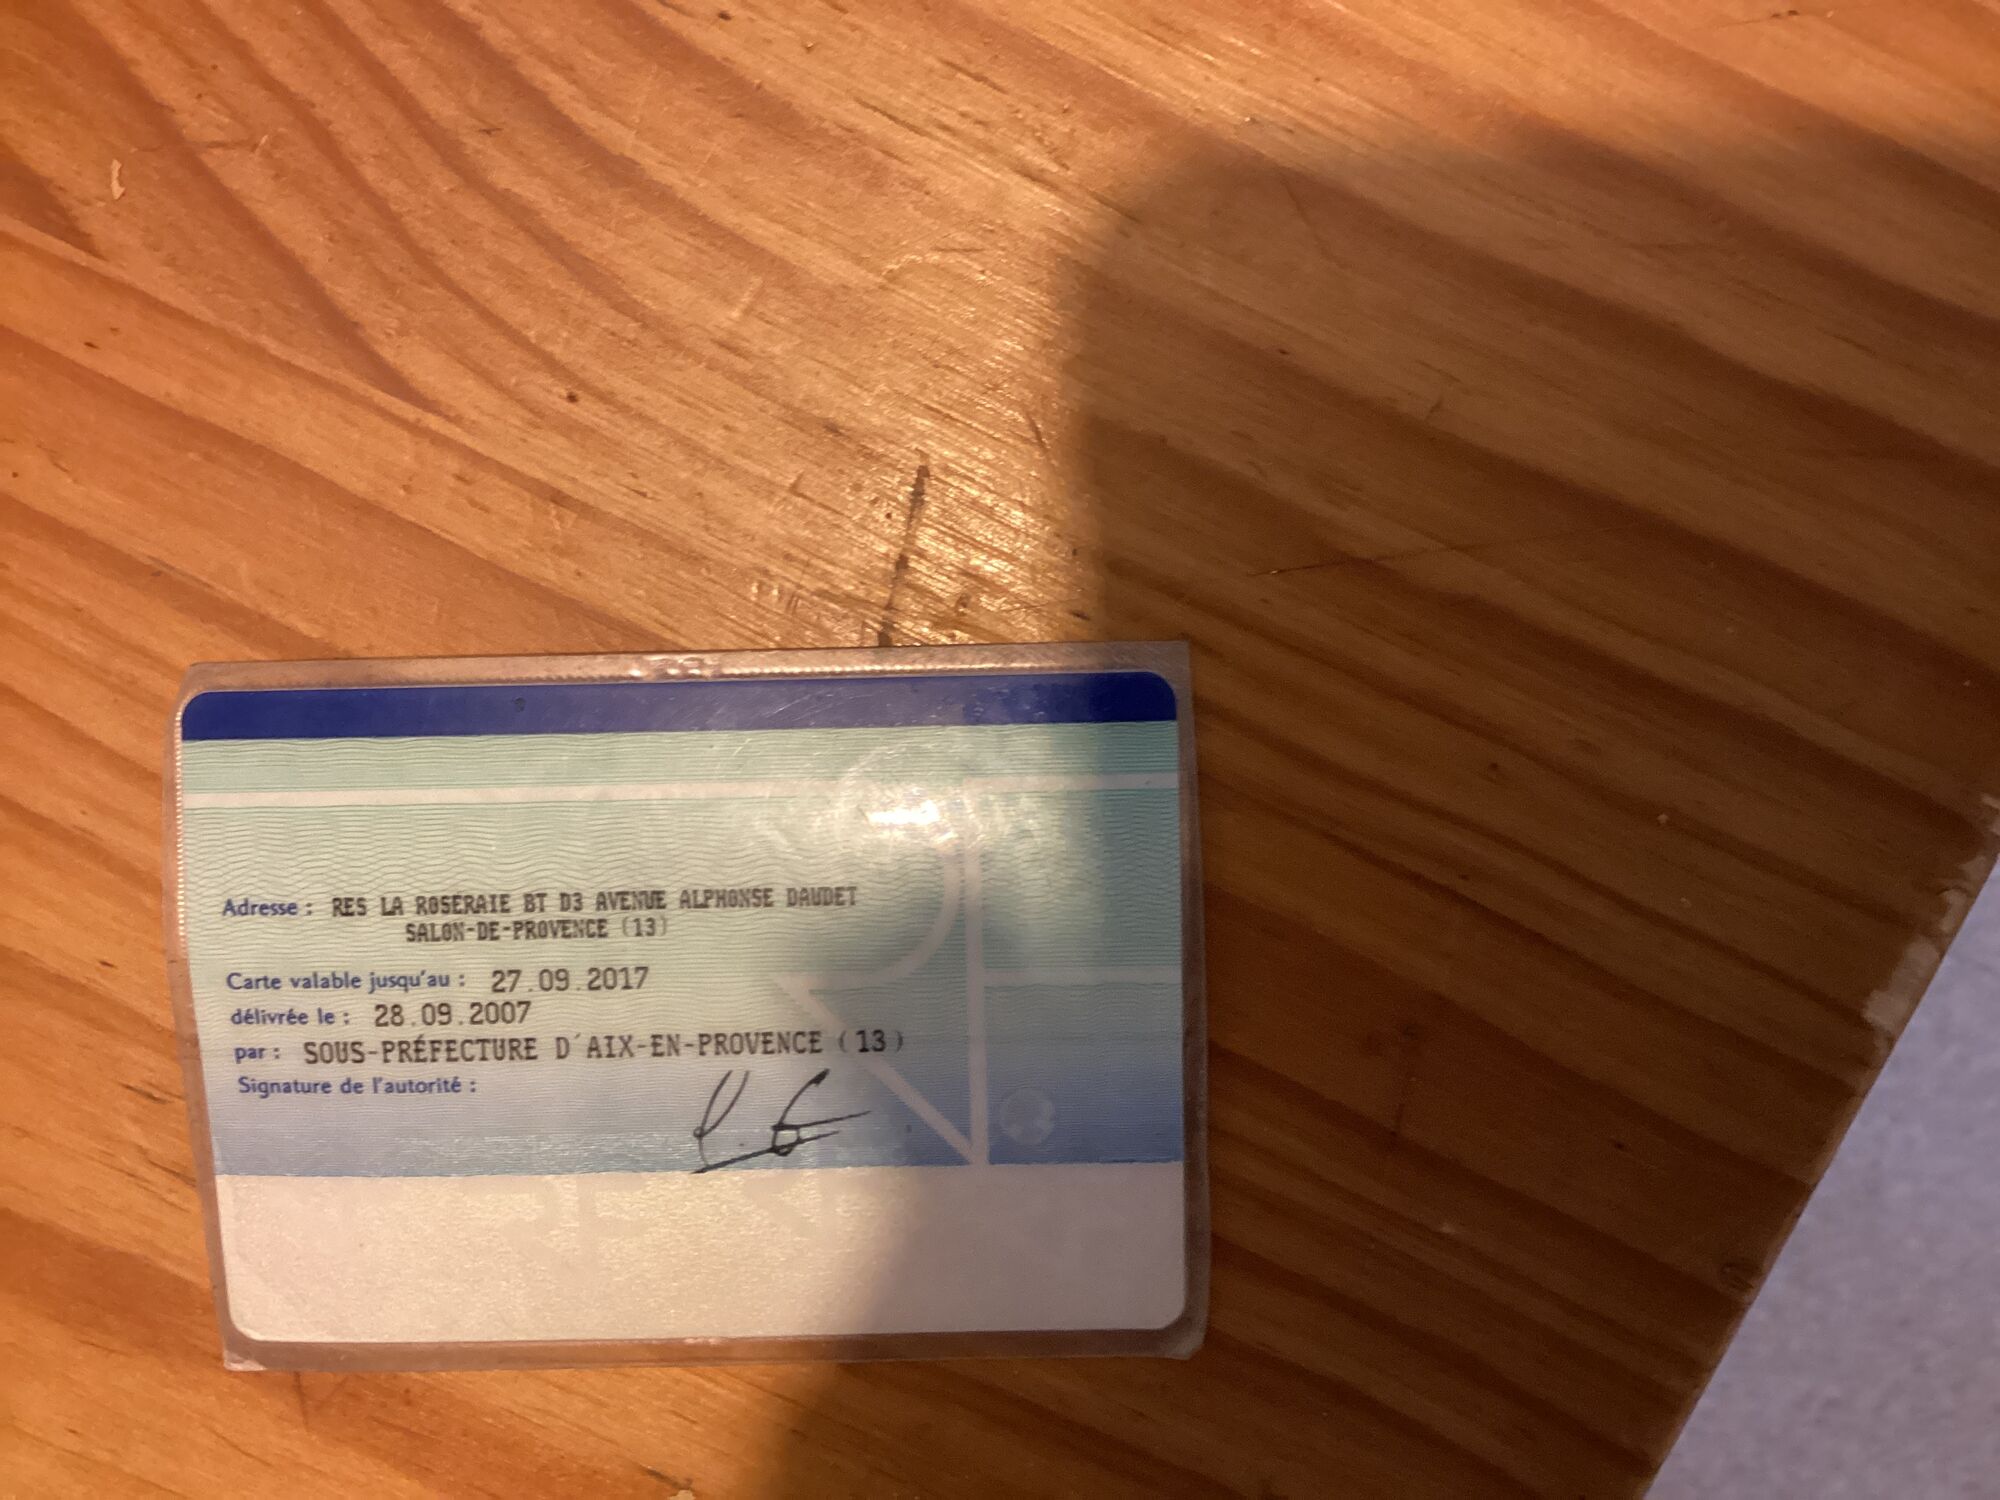 Adresse : RES LA ROSERAIE BT D3 AVENUE ALPHONSE DAUDET
SALON-DE-PROVENCE (13)
Carte valable jusqu'au : 27.09.2017
délivrée le : 28.09.2007
par : SOUS-PRÉFECTURE D'AIX-EN-PROVENCE (13)
Signature de l'autorité :